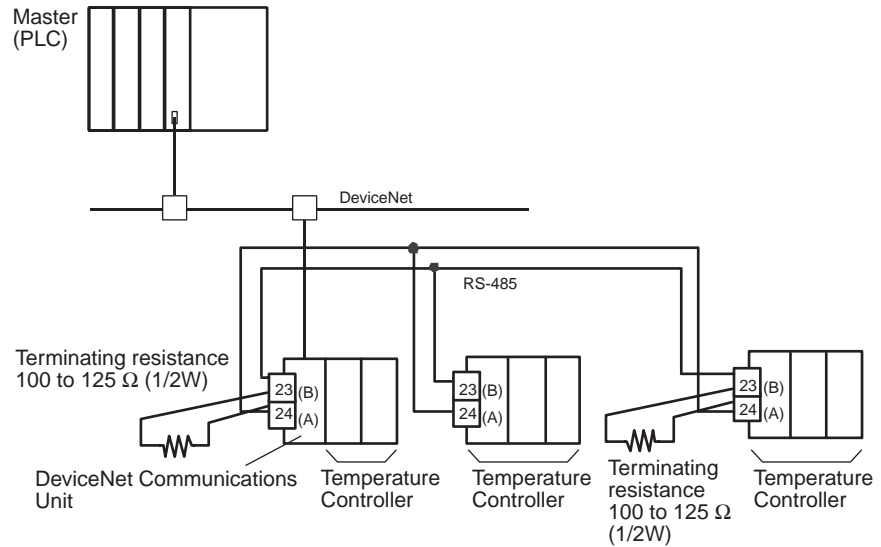 Master
(PLC)
DeviceNet
RS-485
Terminating resistance
100 to 125 Ω (1/2W)
23
(B)
24
(A)
23
(B)
24
(A)
23
(B)
24
(A)
DeviceNet Communications
Unit
Temperature
Controller
Temperature
Controller
Terminating
resistance
100 to 125 Ω
(1/2W)
Temperature
Controller